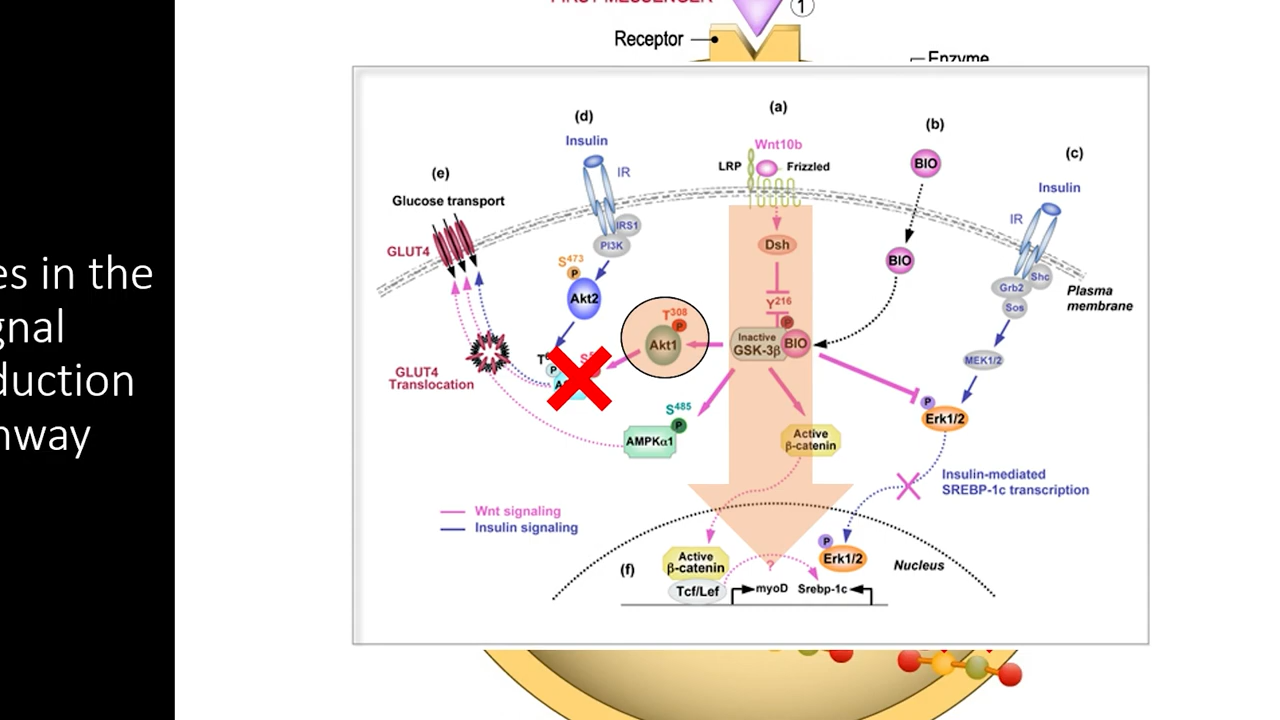 Receptor
Enzyme
es in the
nal
duction
way
(a)
Wnt10b
LRP
Frizzled
Dsh
Y216
P
Inactive
GSK-3β
BIO
(b)
BIO
BIO
(c)
Insulin
IR
Shc
Grb2
Sos
Plasma
membrane
MEK1/2
P
Erk1/2
Insulin-mediated
SREBP-1c transcription
(d)
Insulin
IR
IRS1
PI3K
S473
P
Akt2
(e)
Glucose transport
GLUT4
GLUT4
Translocation
T308
P
Akt1
P
S485
P
AMPKα1
Active
β-catenin
Wnt signaling
Insulin signaling
(f)
Active
β-catenin
Tcf/Lef
?
myoD
Srebp-1c
P
Erk1/2
Nucleus
1